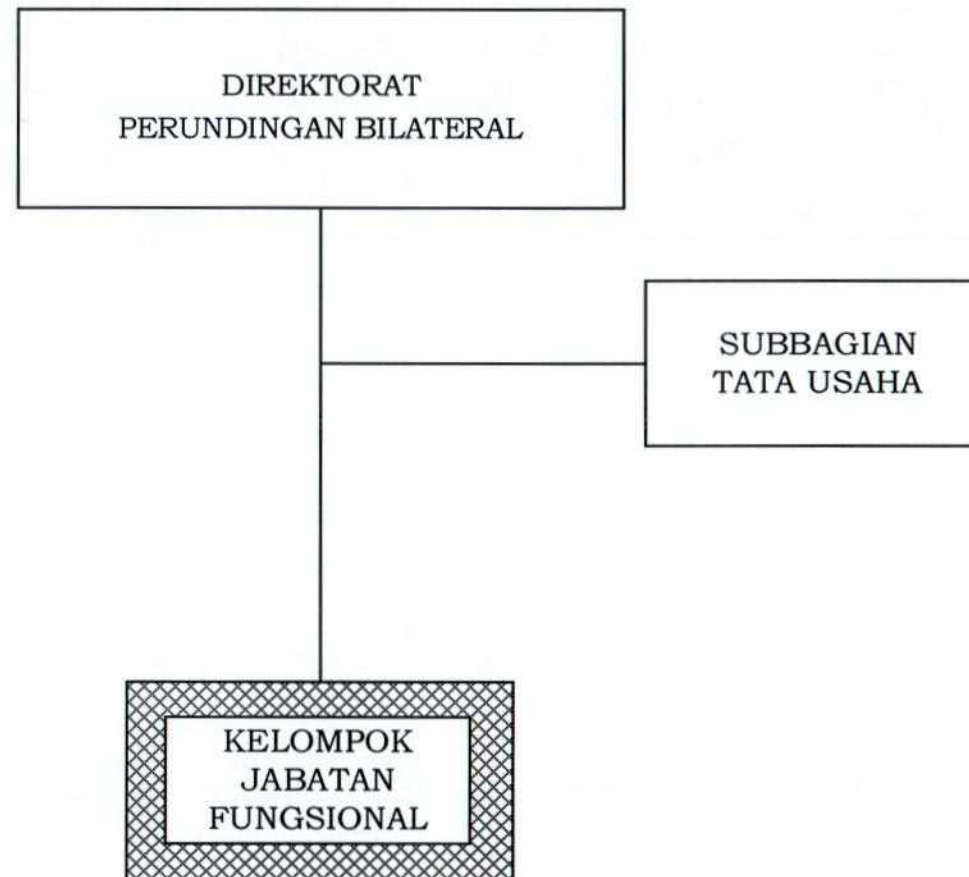 DIREKTORAT
PERUNDINGAN BILATERAL
SUBBAGIAN
TATA USAHA
KELOMPOK
JABATAN
FUNGSIONAL